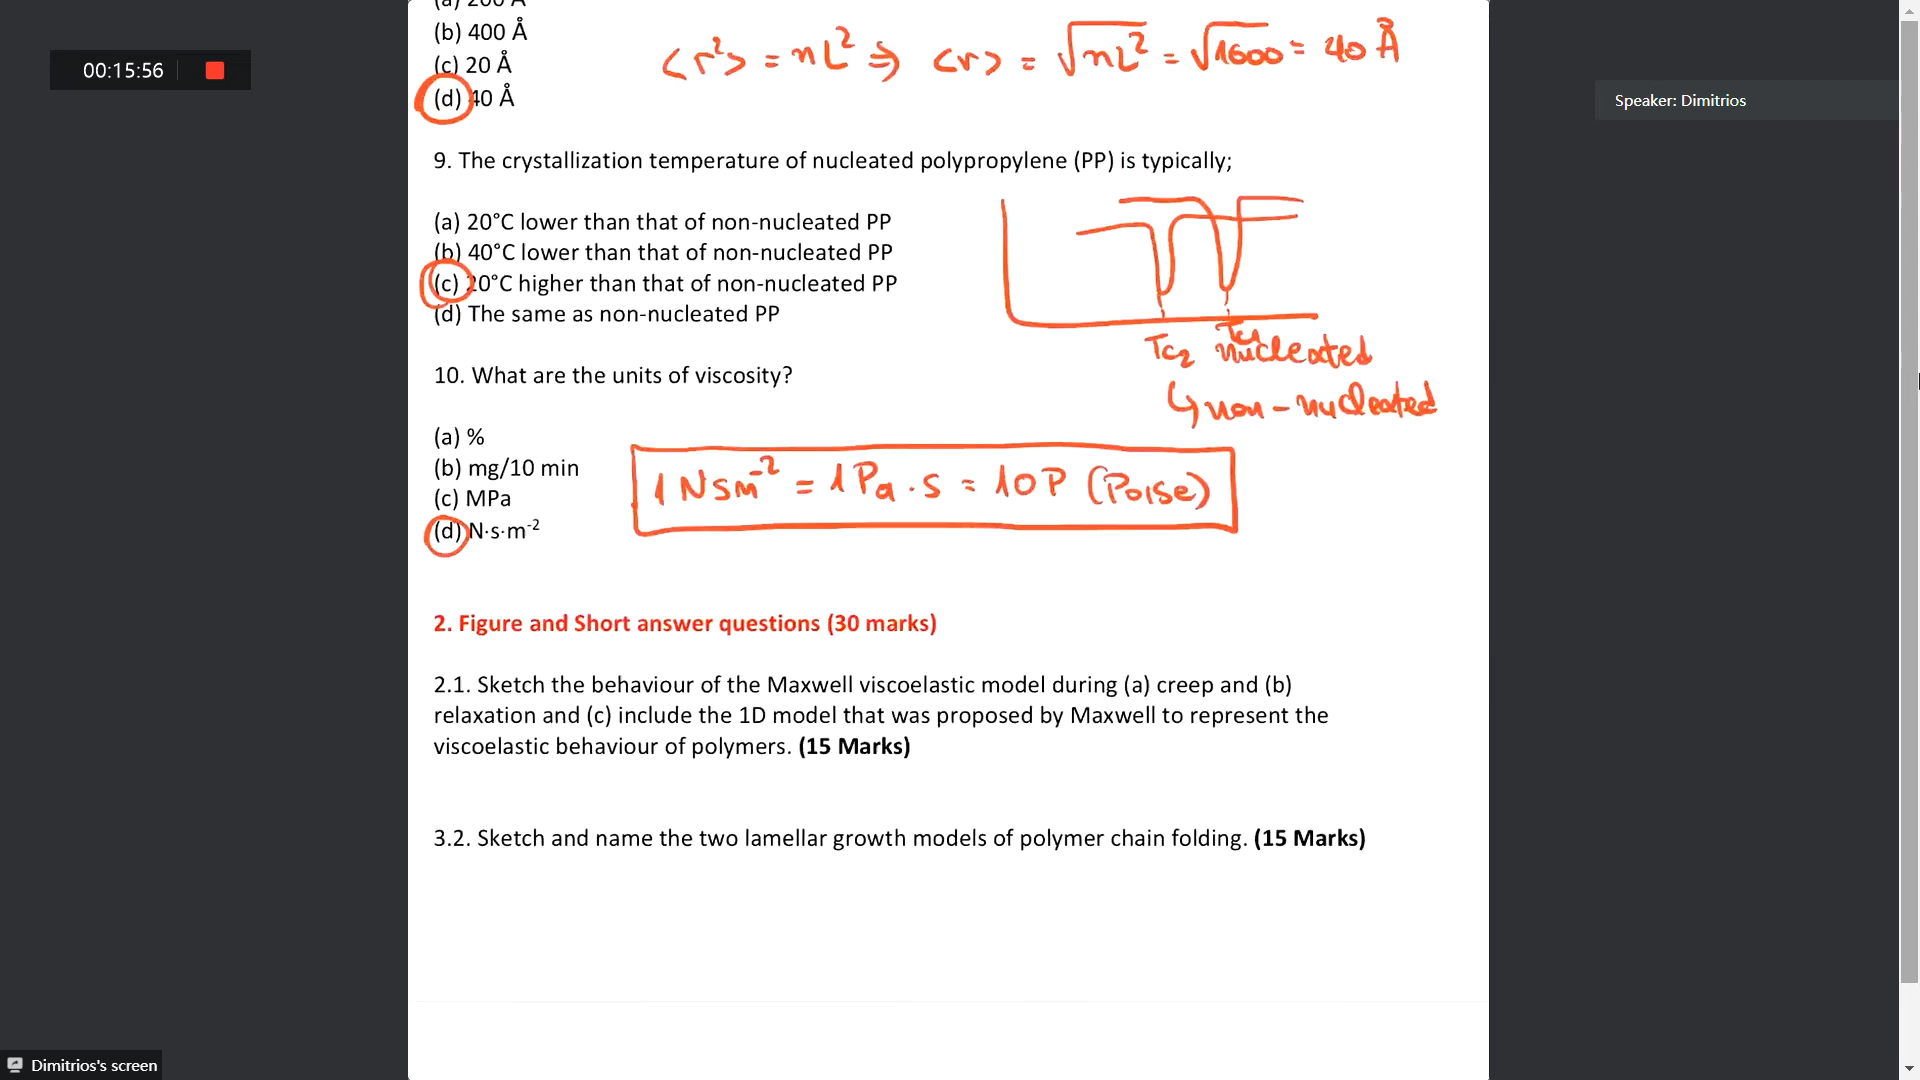 (a) 200 Å
(b) 400 Å
(c) 20 Å
(d) 40 Å
<r²> = nL² ⇒ <r> = √nL² = √1600 = 40 Å
9. The crystallization temperature of nucleated polypropylene (PP) is typically;
(a) 20°C lower than that of non-nucleated PP
(b) 40°C lower than that of non-nucleated PP
(c) 20°C higher than that of non-nucleated PP
(d) The same as non-nucleated PP
Tc1
Tc2 nucleated
↳ non-nucleated
10. What are the units of viscosity?
(a) %
(b) mg/10 min
(c) MPa
(d) N·s·m⁻²
1 Nsm⁻² = 1 Pa·s = 10P (Poise)
2. Figure and Short answer questions (30 marks)
2.1. Sketch the behaviour of the Maxwell viscoelastic model during (a) creep and (b)
relaxation and (c) include the 1D model that was proposed by Maxwell to represent the
viscoelastic behaviour of polymers. (15 Marks)
3.2. Sketch and name the two lamellar growth models of polymer chain folding. (15 Marks)
00:15:56
Speaker: Dimitrios
Dimitrios's screen